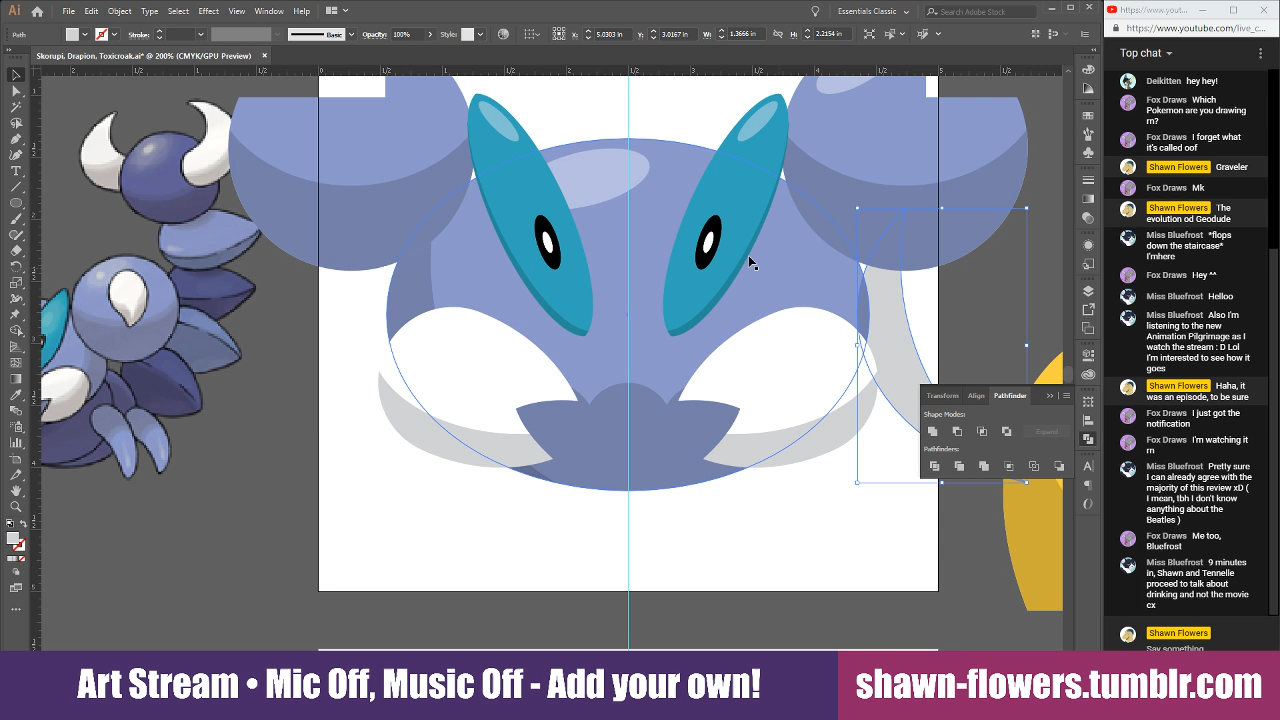 Ai File Edit Object Type Select Effect View Window Help Essentials Classic Search Adobe Stock
https://www.yout...
https://www.youtube.com/live_c...
Path Stroke: Basic Opacity: 100% Style: X: 5.0303 in Y: 3.0167 in W: 1.3666 in H: 2.2154 in
Skorupi, Drapion, Toxicroak.ai* @ 200% (CMYK/GPU Preview)
Top chat
Deikitten hey hey!
Fox Draws Which
Pokemon are you drawing
rn?
Fox Draws I forget what
it's called oof
Shawn Flowers Graveler
Fox Draws Mk
Shawn Flowers The
evolution od Geodude
Miss Bluefrost *flops
down the staircase*
I'mhere
Fox Draws Hey ^^
Miss Bluefrost Helloo
Miss Bluefrost Also I'm
listening to the new
Animation Pilgrimage as I
watch the stream : D Lol
I'm interested to see how it
goes
Shawn Flowers Haha, it
was an episode, to be sure
Fox Draws I just got the
notification
Fox Draws I'm watching it
rn
Miss Bluefrost Pretty sure
I can already agree with the
majority of this review xD (
I mean, tbh I don't know
aanything about the
Beatles )
Fox Draws Me too,
Bluefrost
Miss Bluefrost 9 minutes
in, Shawn and Tennelle
proceed to talk about
drinking and not the movie
cx
Shawn Flowers
Say something...
Transform Align Pathfinder
Shape Modes:
Expand
Pathfinders:
Art Stream • Mic Off, Music Off - Add your own!
shawn-flowers.tumblr.com